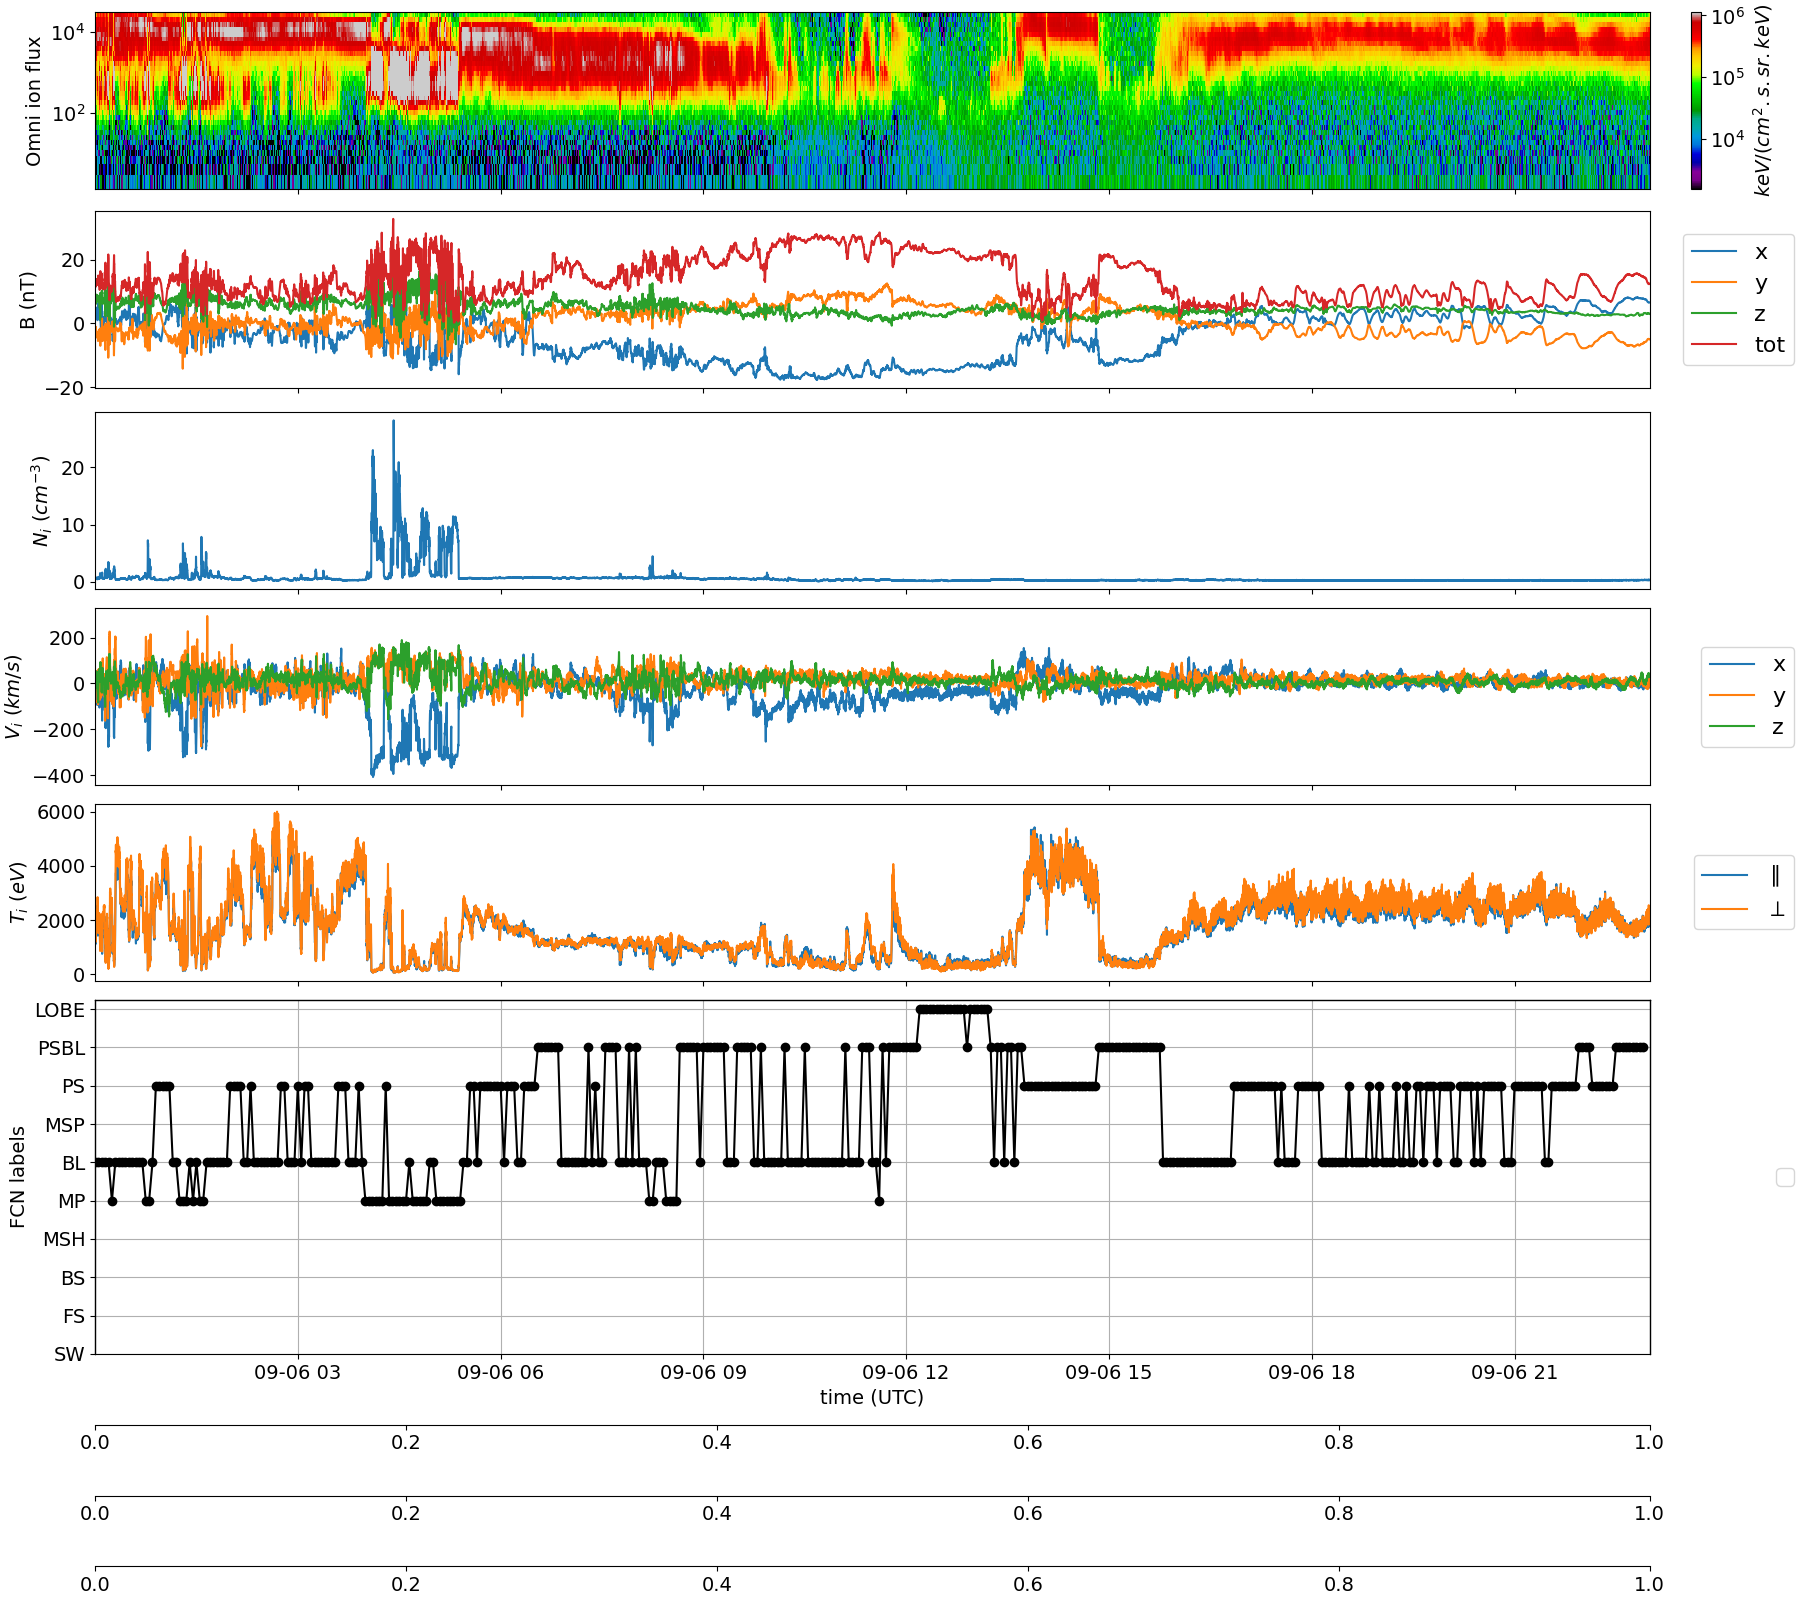 Omni ion flux
10⁴
10²
10⁶
10⁵
10⁴
keV/(cm².s.sr.keV)
B (nT)
20
0
−20
x
y
z
tot
Nᵢ (cm⁻³)
20
10
0
Vᵢ (km/s)
200
0
−200
−400
x
y
z
Tᵢ (eV)
6000
4000
2000
0
∥
⊥
FCN labels
LOBE
PSBL
PS
MSP
BL
MP
MSH
BS
FS
SW
09-06 03 09-06 06 09-06 09 09-06 12 09-06 15 09-06 18 09-06 21
time (UTC)
0.0 0.2 0.4 0.6 0.8 1.0
0.0 0.2 0.4 0.6 0.8 1.0
0.0 0.2 0.4 0.6 0.8 1.0